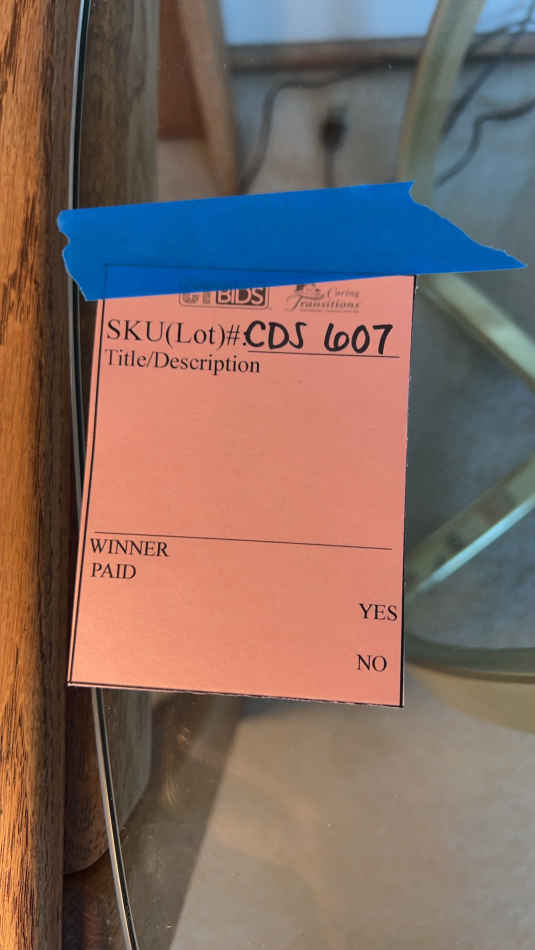 BIDS
Caring
Transitions
SKU(Lot)#: CDS 607
Title/Description
WINNER
PAID
YES
NO